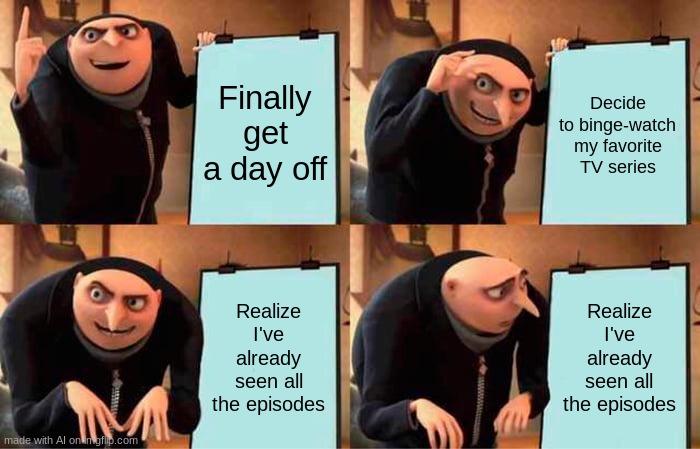 Finally
get
a day off
Decide
to binge-watch
my favorite
TV series
Realize
I've
already
seen all
the episodes
Realize
I've
already
seen all
the episodes
made with AI on imgflip.com